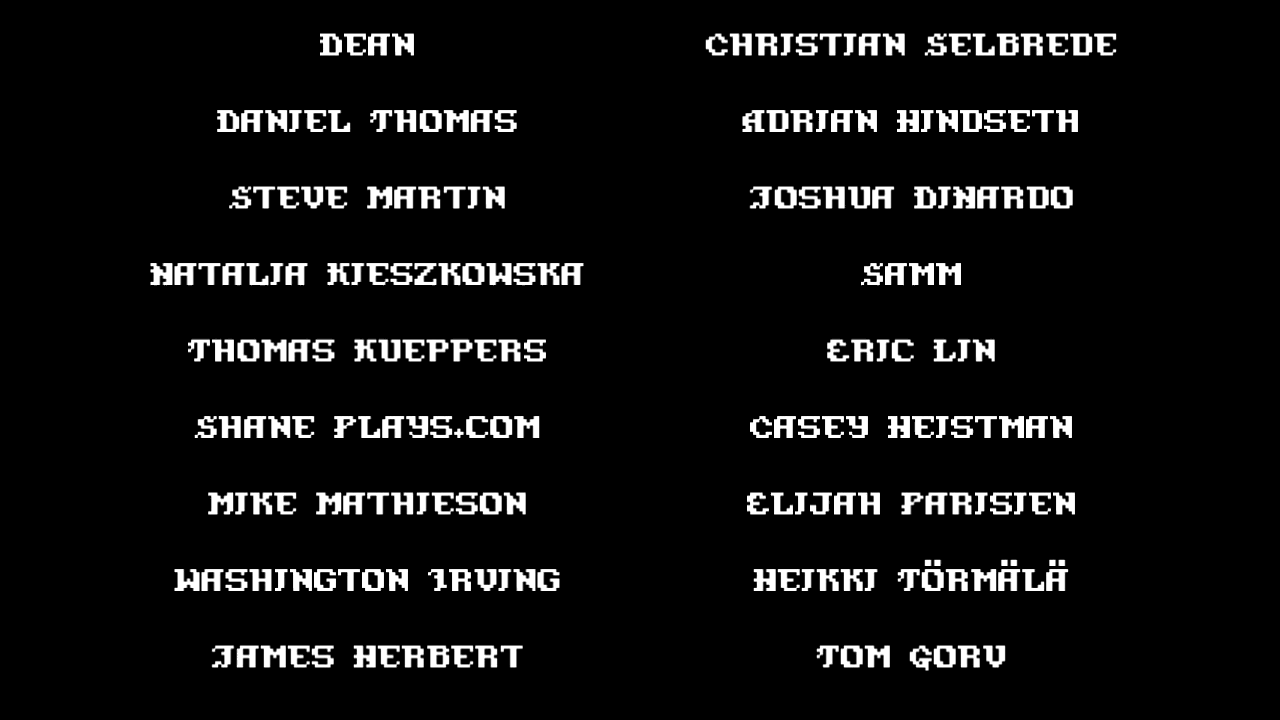 DEAN
CHRISTIAN SELBREDE
DANIEL THOMAS
ADRIAN HINDSETH
STEVE MARTIN
JOSHUA DINARDO
NATALIA KIESZKOWSKA
SAMM
THOMAS KUEPPERS
ERIC LIN
SHANE PLAYS.COM
CASEY HEISTMAN
MIKE MATHIESON
ELIJAH PARISIEN
WASHINGTON IRVING
HEIKKI TÖRMÄLÄ
JAMES HERBERT
TOM GORV